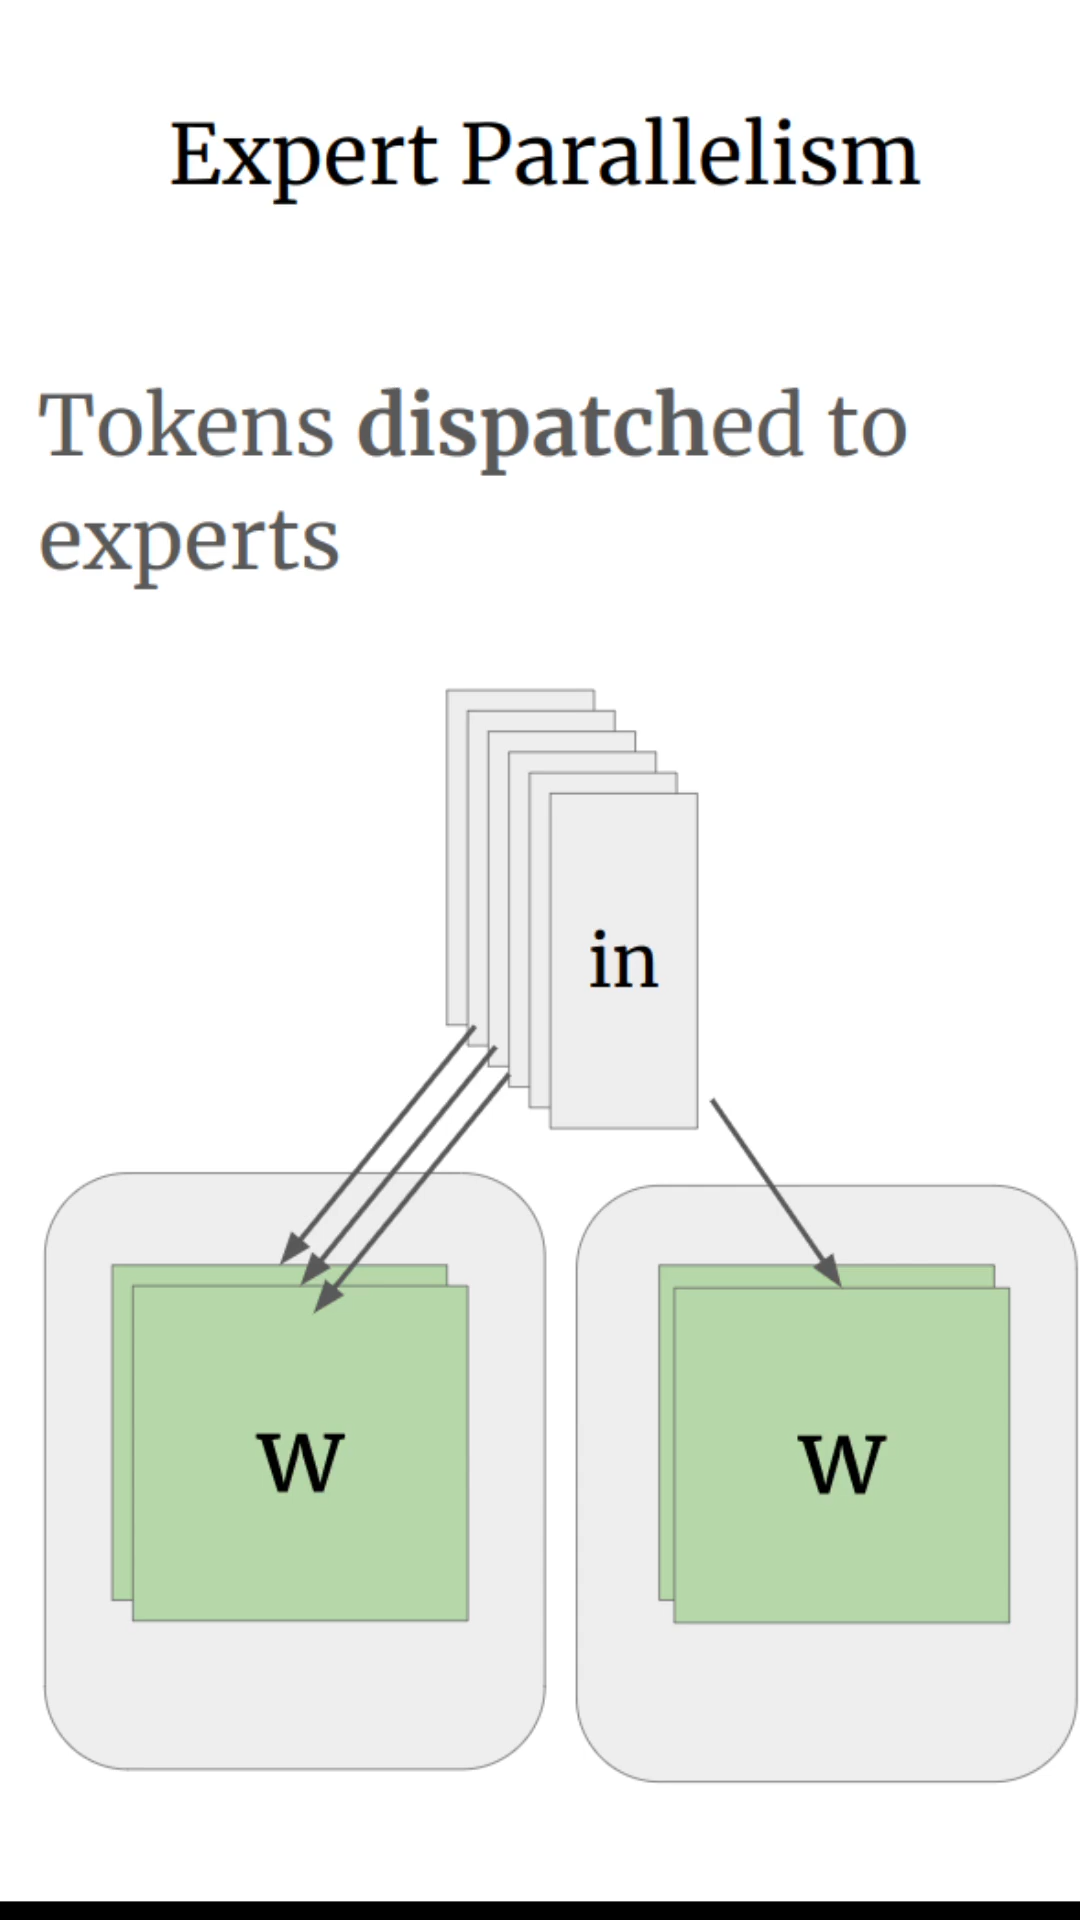 Expert Parallelism
Tokens dispatched to
experts
in
w
w